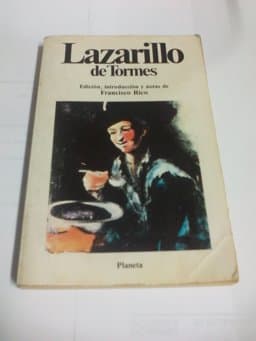 Lazarillo
de Tormes
Edición, introducción y notas de
Francisco Rico
Planeta